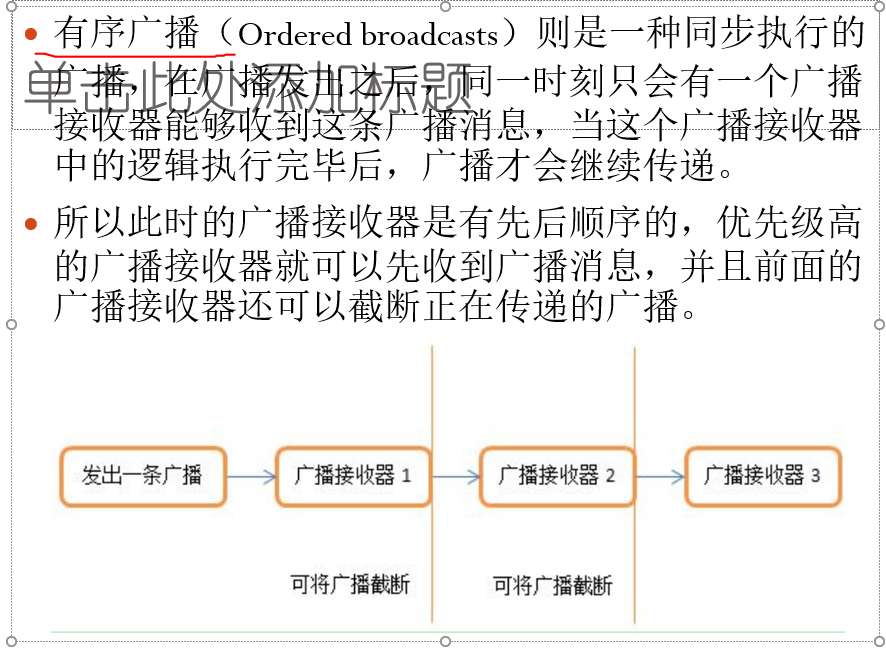 有序广播（Ordered broadcasts）则是一种同步执行的
广播，在广播发出之后，同一时刻只会有一个广播
单击此处添加标题
接收器能够收到这条广播消息，当这个广播接收器
中的逻辑执行完毕后，广播才会继续传递。
所以此时的广播接收器是有先后顺序的，优先级高
的广播接收器就可以先收到广播消息，并且前面的
广播接收器还可以截断正在传递的广播。
发出一条广播
广播接收器 1
广播接收器 2
广播接收器 3
可将广播截断
可将广播截断